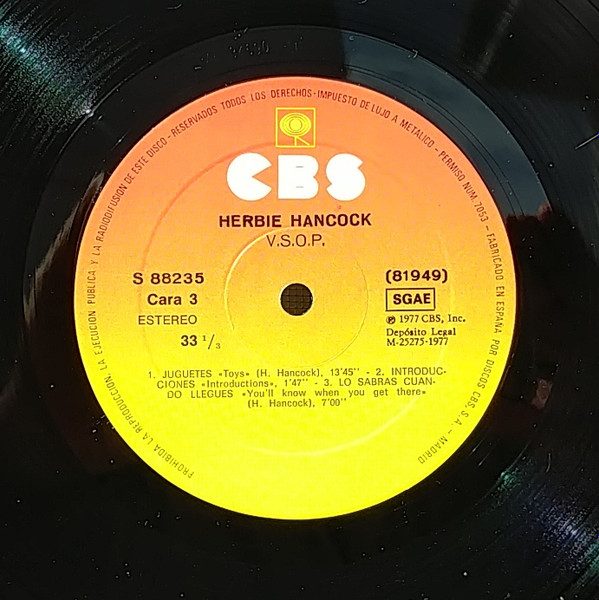 PROHIBIDA LA REPRODUCCION, LA EJECUCION PUBLICA Y LA RADIODIFUSION DE ESTE DISCO - RESERVADOS TODOS LOS DERECHOS - IMPUESTO DE LUJO A METALICO - PERMISO NUM. 7053 - FABRICADO EN ESPAÑA POR DISCOS CBS, S.A. - MADRID
CBS
HERBIE HANCOCK
V.S.O.P.
S 88235
Cara 3
ESTEREO
33 1/3
(81949)
SGAE
℗ 1977 CBS, Inc.
Depósito Legal
M-25275-1977
1. JUGUETES «Toys» (H. Hancock), 13'45'' - 2. INTRODUC-
CIONES «Introductions», 1'47'' - 3. LO SABRAS CUAN-
DO LLEGUES «You'll know when you get there»
(H. Hancock), 7'00''